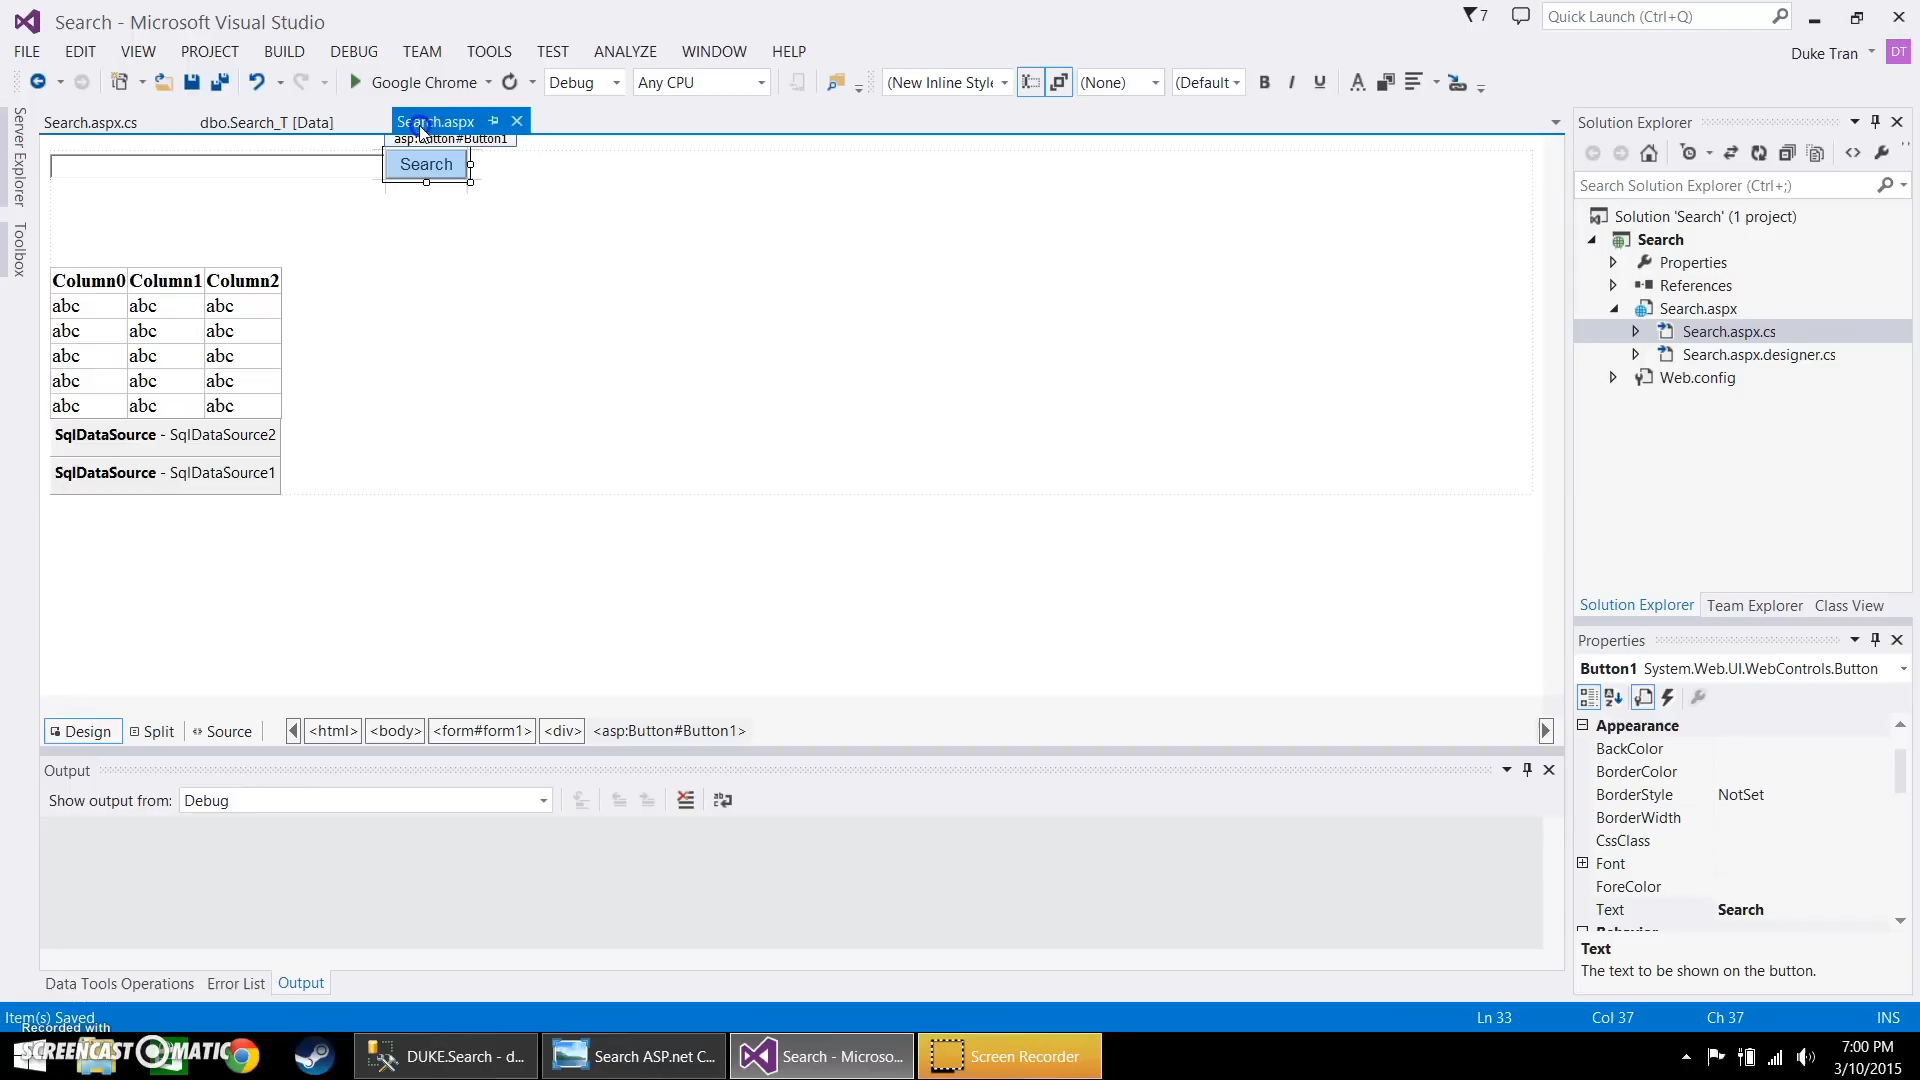 Search - Microsoft Visual Studio
7
Quick Launch (Ctrl+Q)
FILE EDIT VIEW PROJECT BUILD DEBUG TEAM TOOLS TEST ANALYZE WINDOW HELP
Duke Tran
DT
Google Chrome
Debug
Any CPU
(New Inline Style
(None)
(Default
B I U A
Server Explorer
Toolbox
Search.aspx.cs
dbo.Search_T [Data]
Search.aspx
asp:Button#Button1
Search
Column0 Column1 Column2
abc abc abc
abc abc abc
abc abc abc
abc abc abc
abc abc abc
SqlDataSource - SqlDataSource2
SqlDataSource - SqlDataSource1
Design
Split
Source
<html>
<body>
<form#form1>
<div>
<asp:Button#Button1>
Output
Show output from: Debug
Data Tools Operations
Error List
Output
Solution Explorer
Search Solution Explorer (Ctrl+;)
Solution 'Search' (1 project)
Search
Properties
References
Search.aspx
Search.aspx.cs
Search.aspx.designer.cs
Web.config
Solution Explorer
Team Explorer
Class View
Properties
Button1 System.Web.UI.WebControls.Button
Appearance
BackColor
BorderColor
BorderStyle NotSet
BorderWidth
CssClass
Font
ForeColor
Text Search
Text
The text to be shown on the button.
Item(s) Saved
Ln 33
Col 37
Ch 37
INS
Recorded with
SCREENCAST O MATIC
DUKE.Search - d...
Search ASP.net C...
Search - Microso...
Screen Recorder
7:00 PM
3/10/2015